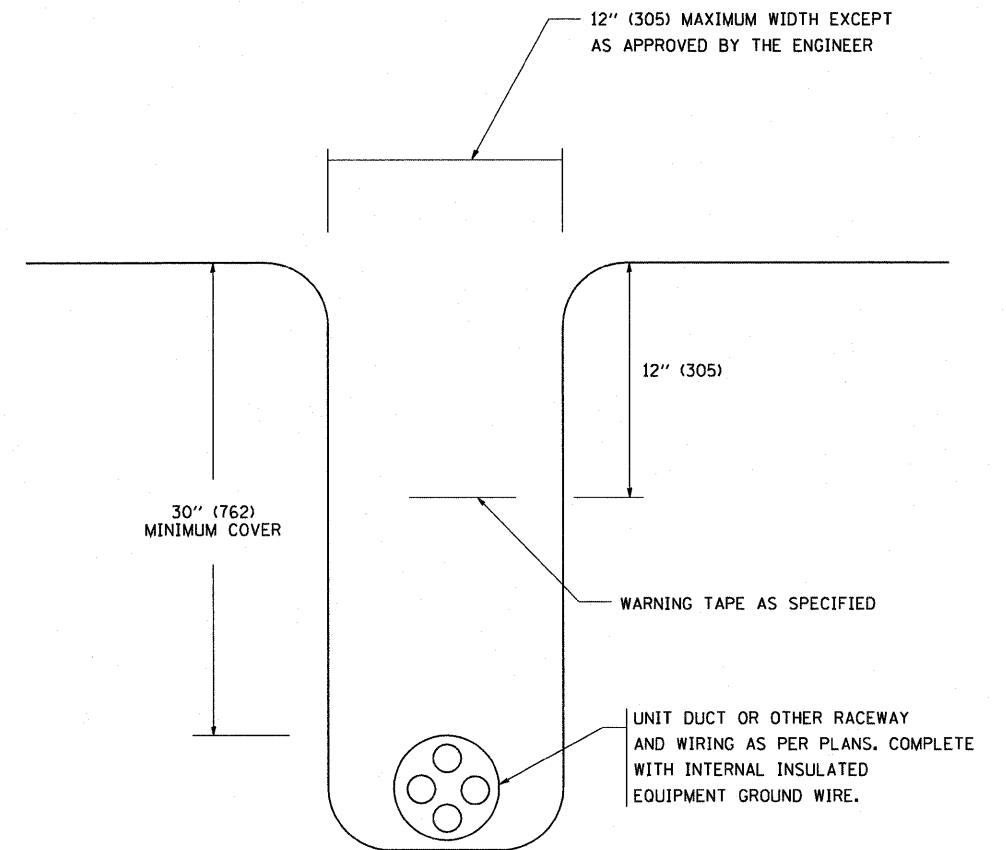 12" (305) MAXIMUM WIDTH EXCEPT
AS APPROVED BY THE ENGINEER
12" (305)
30" (762)
MINIMUM COVER
WARNING TAPE AS SPECIFIED
UNIT DUCT OR OTHER RACEWAY
AND WIRING AS PER PLANS. COMPLETE
WITH INTERNAL INSULATED
EQUIPMENT GROUND WIRE.